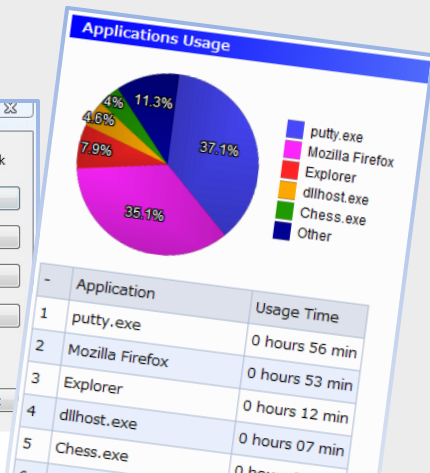 Applications Usage
4%
11.3%
4.6%
37.1%
7.9%
35.1%
putty.exe
Mozilla Firefox
Explorer
dllhost.exe
Chess.exe
Other
- Application Usage Time
1 putty.exe 0 hours 56 min
2 Mozilla Firefox 0 hours 53 min
3 Explorer 0 hours 12 min
4 dllhost.exe 0 hours 07 min
5 Chess.exe